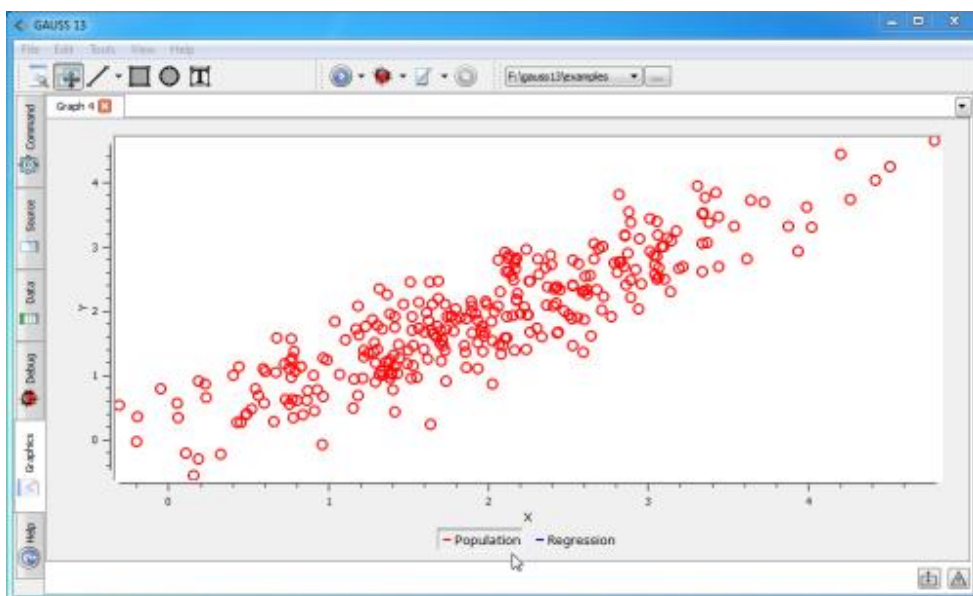 GAUSS 13
File Edit Tools View Help
F:\gauss13\examples
...
Graph 4
Command
Source
Data
Debug
Graphics
Help
Y
4
3
2
1
0
0 1 2 3 4
X
Population Regression